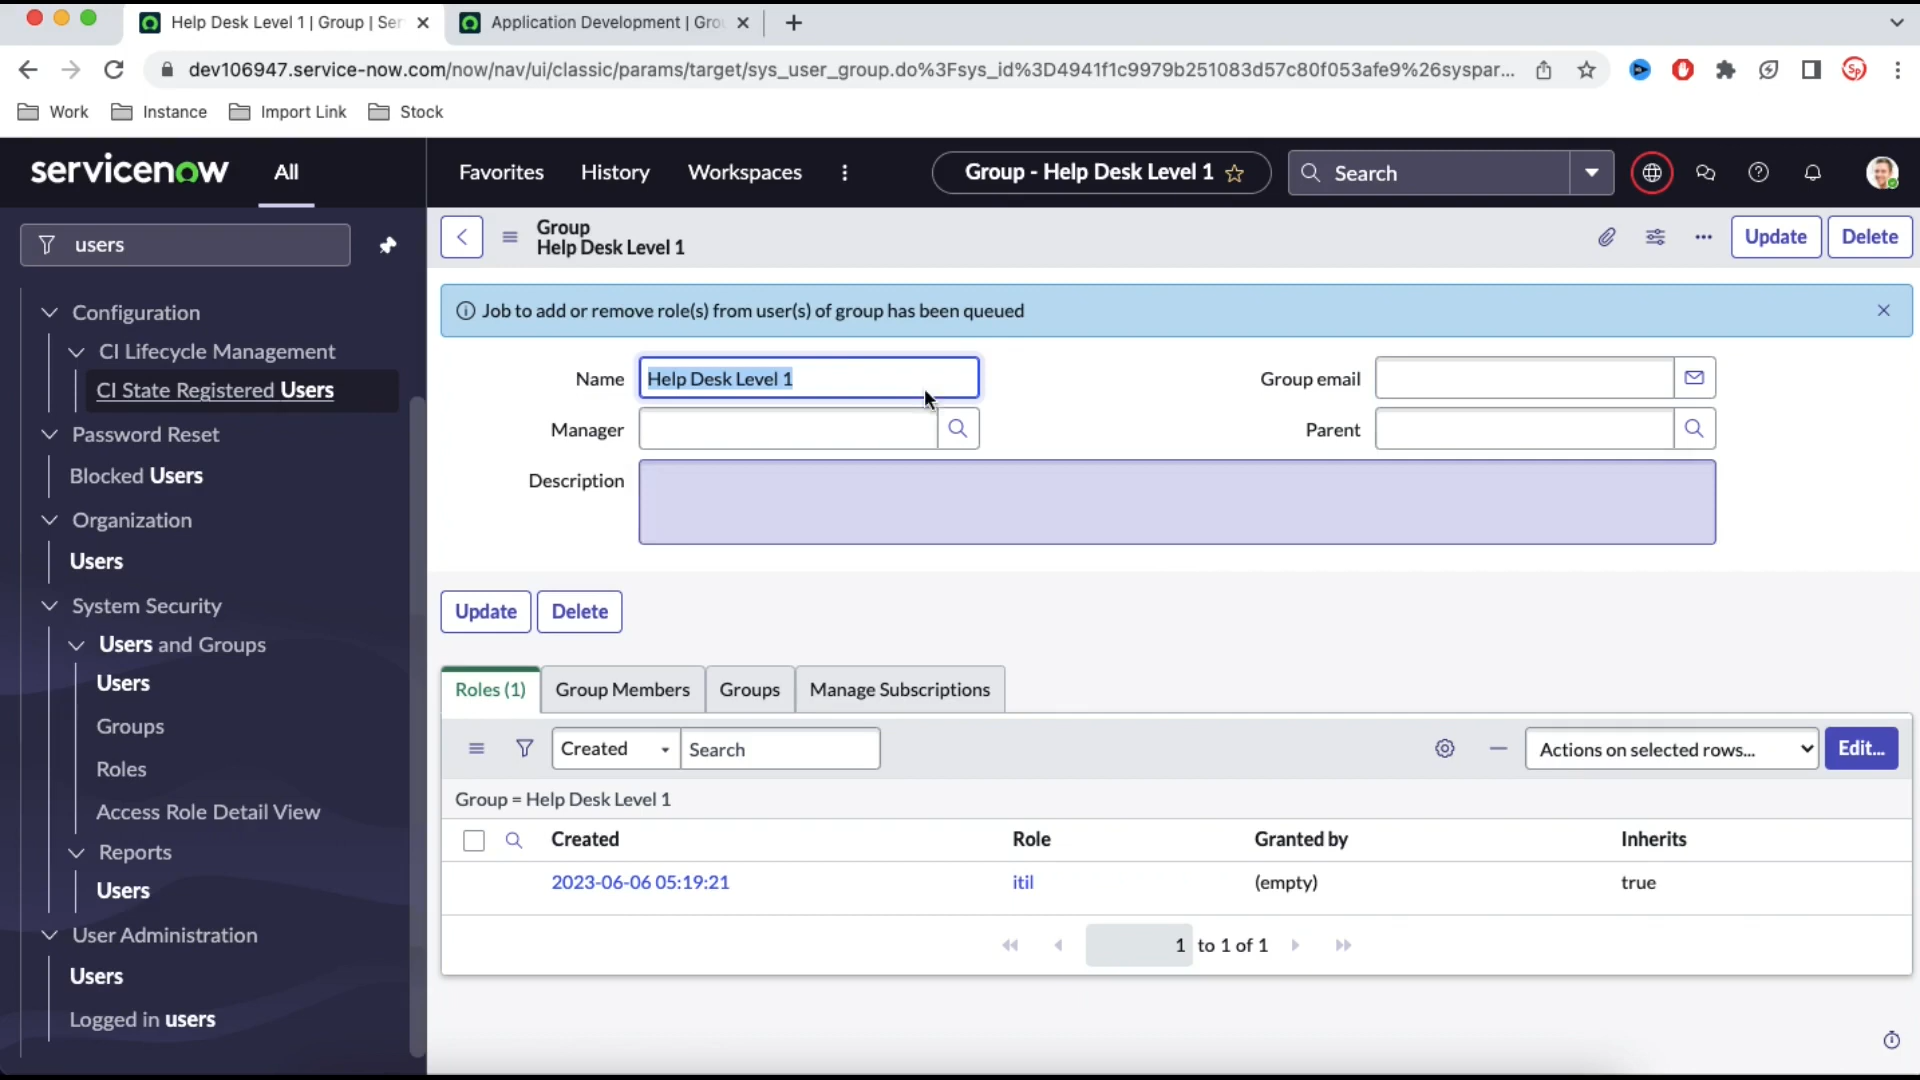 Help Desk Level 1 | Group | Ser
Application Development | Gro
dev106947.service-now.com/now/nav/ui/classic/params/target/sys_user_group.do%3Fsys_id%3D4941f1c9979b251083d57c80f053afe9%26syspar...
Sp
Work Instance Import Link Stock
servicenow All Favorites History Workspaces Group - Help Desk Level 1 Search
users
Configuration
CI Lifecycle Management
CI State Registered Users
Password Reset
Blocked Users
Organization
Users
System Security
Users and Groups
Users
Groups
Roles
Access Role Detail View
Reports
Users
User Administration
Users
Logged in users
Group
Help Desk Level 1
Update Delete
Job to add or remove role(s) from user(s) of group has been queued
Name Help Desk Level 1 Group email
Manager Parent
Description
Update Delete
Roles (1) Group Members Groups Manage Subscriptions
Created Search Actions on selected rows... Edit...
Group = Help Desk Level 1
Created Role Granted by Inherits
2023-06-06 05:19:21 itil (empty) true
1 to 1 of 1